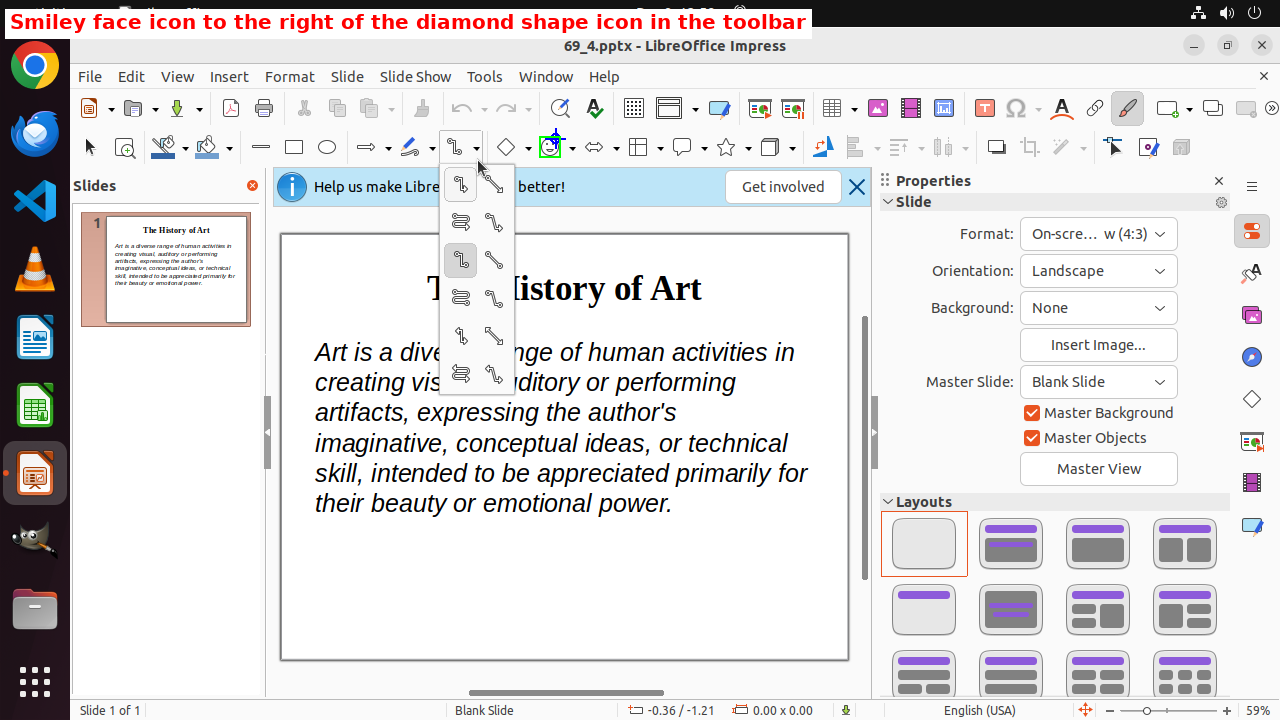 Smiley face icon to the right of the diamond shape icon in the toolbar
69_4.pptx - LibreOffice Impress
File Edit View Insert Format Slide Slide Show Tools Window Help
Slides
Help us make Libre better!
Get involved
Properties
Slide
Format:
On-scre... w (4:3)
Orientation:
Landscape
Background:
None
Insert Image...
Master Slide:
Blank Slide
Master Background
Master Objects
Master View
Layouts
1
The History of Art
Art is a diverse range of human activities in
creating visual, auditory or performing
artifacts, expressing the author's
imaginative, conceptual ideas, or technical
skill, intended to be appreciated primarily for
their beauty or emotional power.
History of Art
Art is a dive nge of human activities in
creating vis uditory or performing
artifacts, expressing the author's
imaginative, conceptual ideas, or technical
skill, intended to be appreciated primarily for
their beauty or emotional power.
Slide 1 of 1
Blank Slide
-0.36 / -1.21
0.00 x 0.00
English (USA)
59%